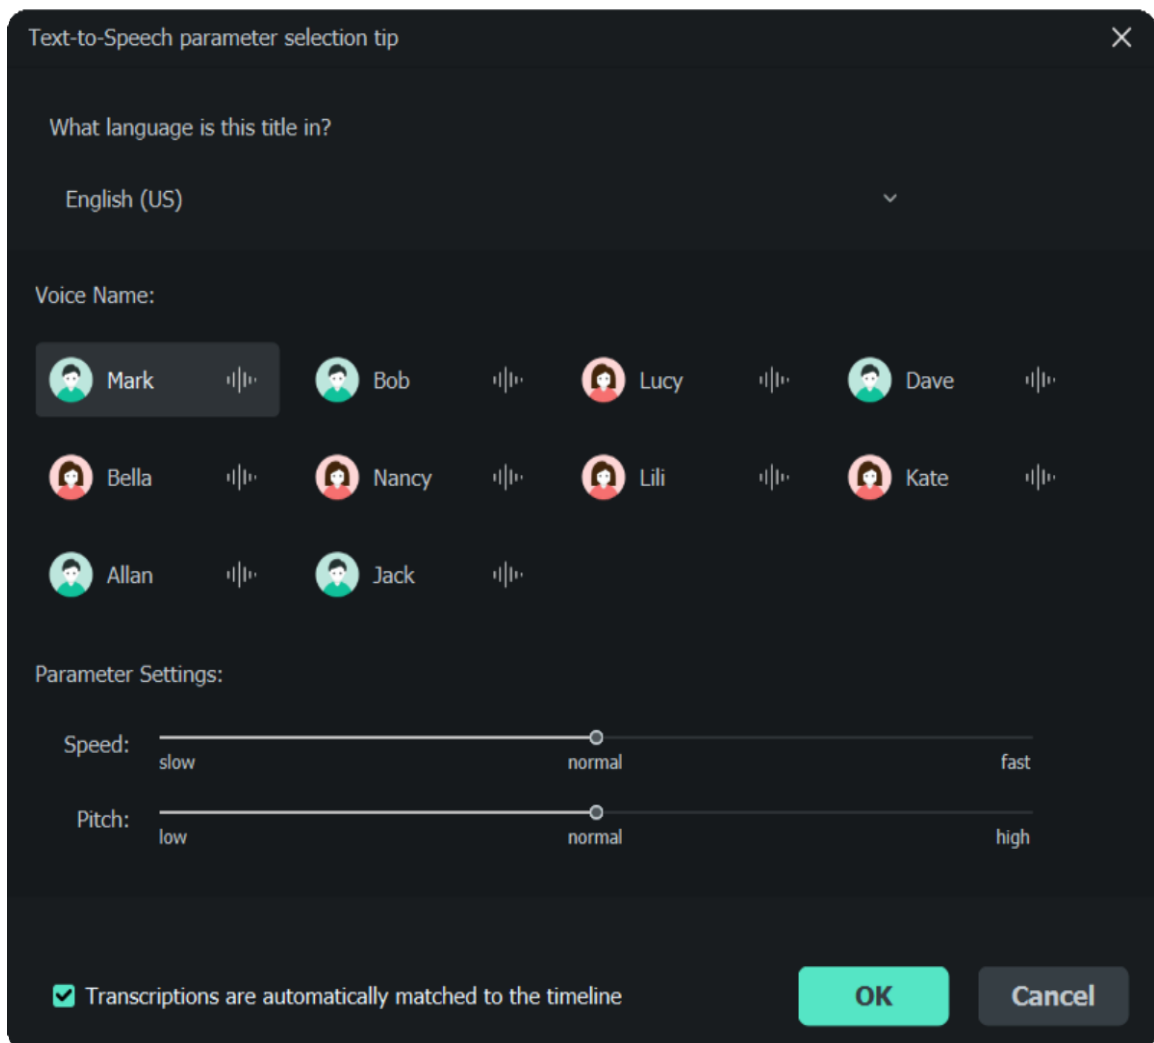 Text-to-Speech parameter selection tip
What language is this title in?
English (US)
Voice Name:
Mark Bob Lucy Dave
Bella Nancy Lili Kate
Allan Jack
Parameter Settings:
Speed:
slow normal fast
Pitch:
low normal high
Transcriptions are automatically matched to the timeline OK Cancel